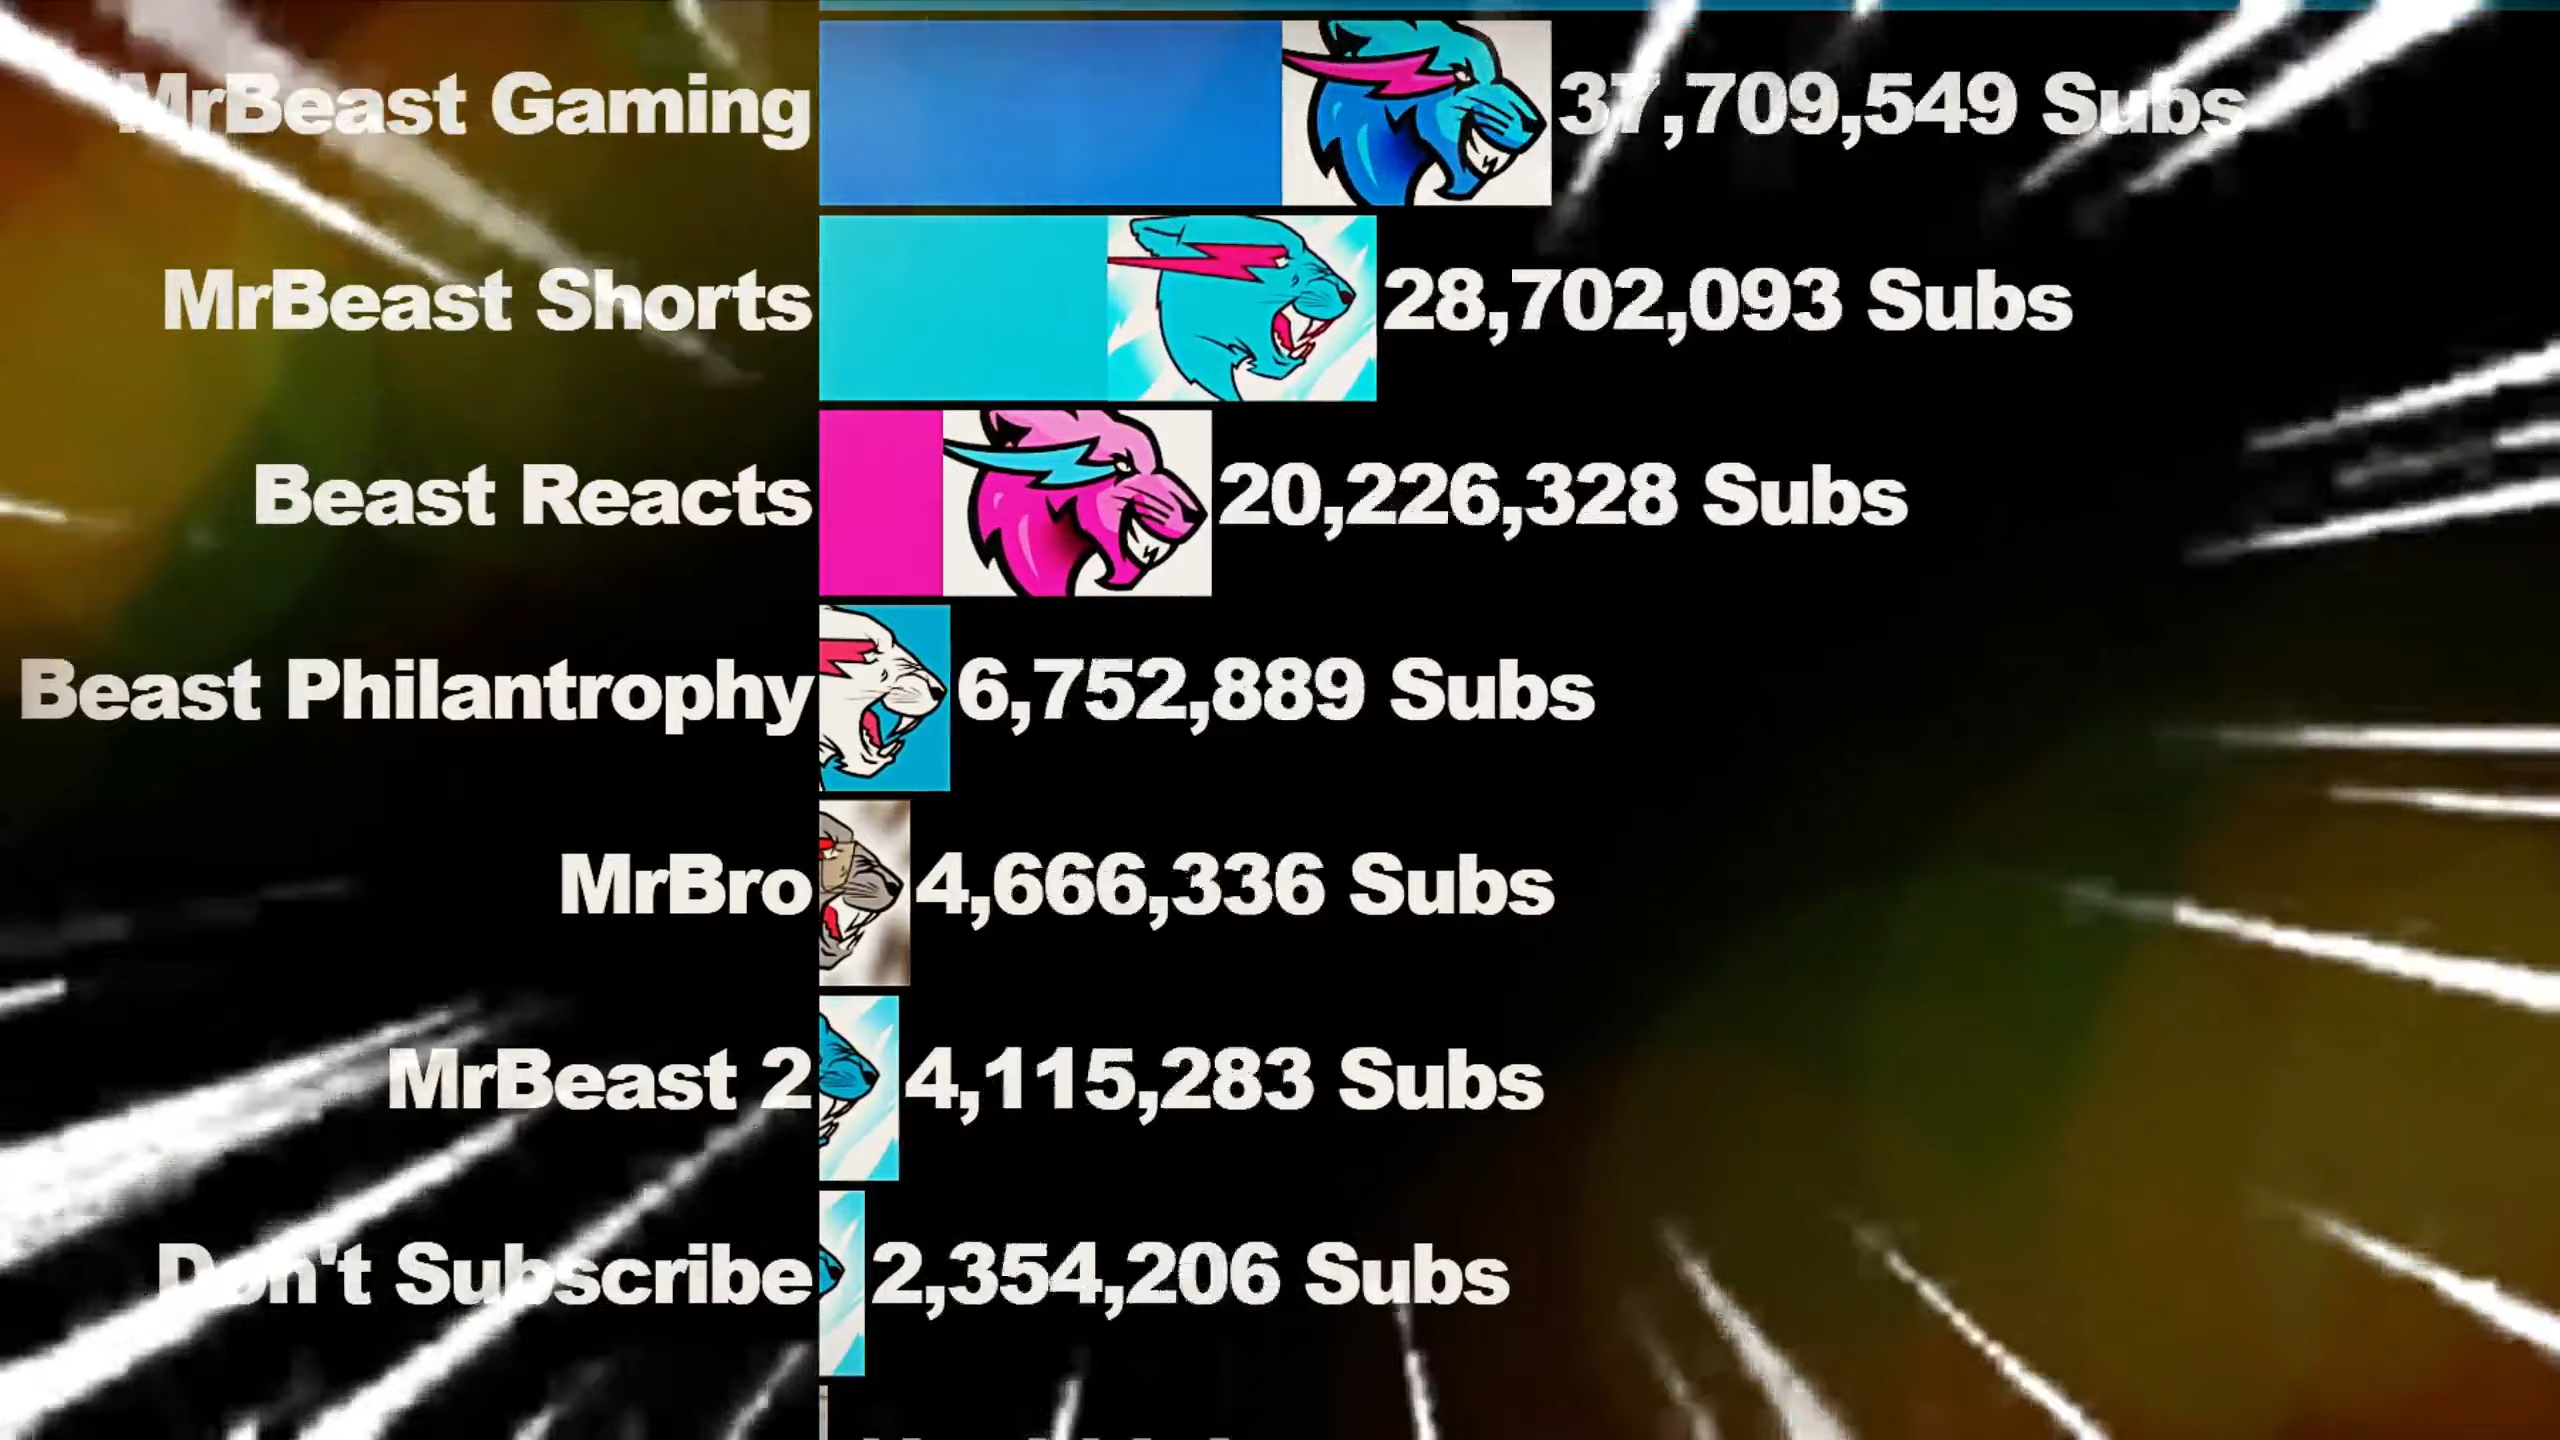 MrBeast Gaming 37,709,549 Subs
MrBeast Shorts 28,702,093 Subs
Beast Reacts 20,226,328 Subs
Beast Philantrophy 6,752,889 Subs
MrBro 4,666,336 Subs
MrBeast 2 4,115,283 Subs
Don't Subscribe 2,354,206 Subs